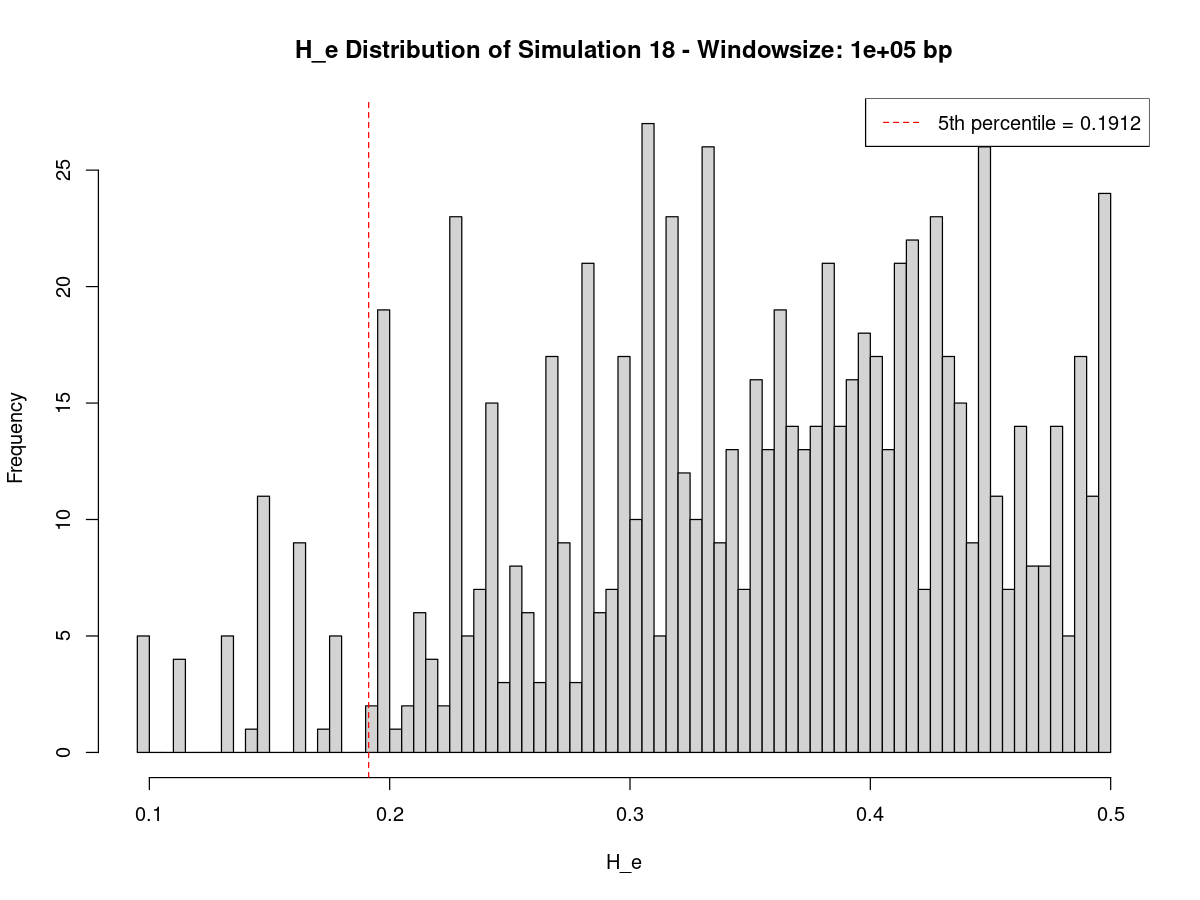 H_e Distribution of Simulation 18 - Windowsize: 1e+05 bp
5th percentile = 0.1912
Frequency
25
20
15
10
5
0
0.1 0.2 0.3 0.4 0.5
H_e